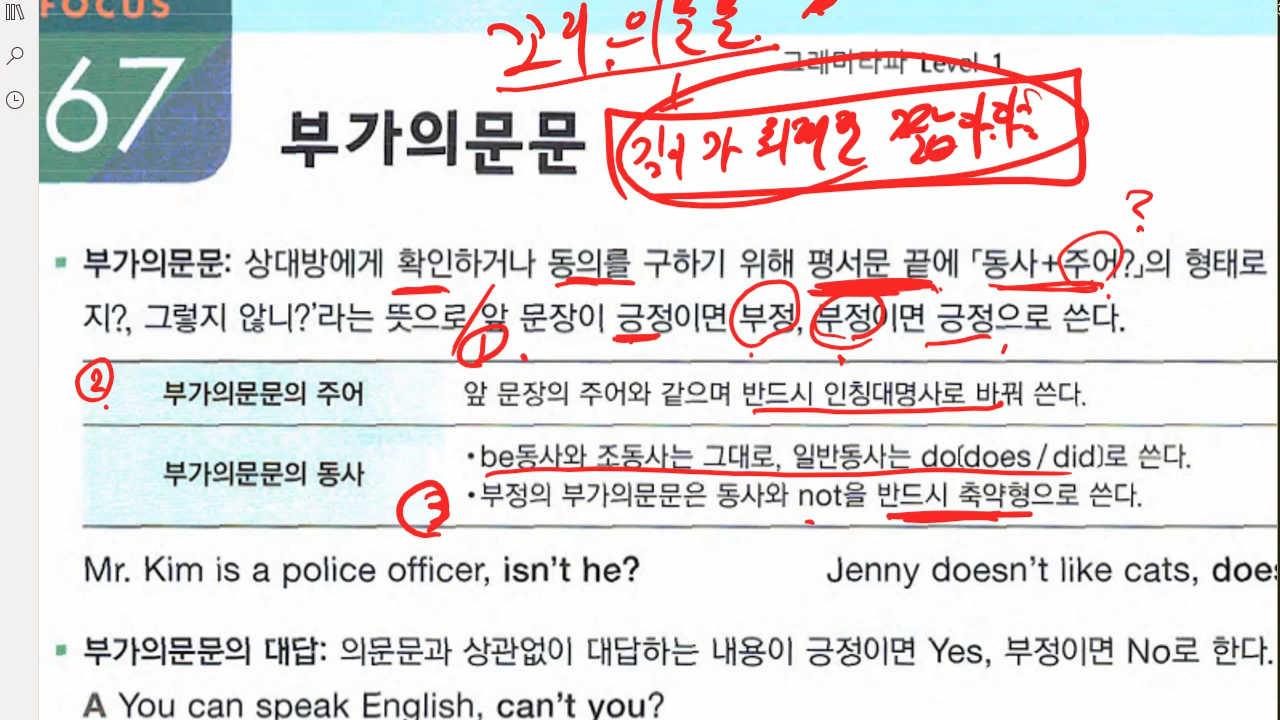 FOCUS
꼬리 의문문.
그래머타파 Level 1
67
부가의문문
길이가 최대한 짧아야함
?
부가의문문: 상대방에게 확인하거나 동의를 구하기 위해 평서문 끝에 「동사+주어?」의 형태로
지?, 그렇지 않니?'라는 뜻으로 앞 문장이 긍정이면 부정, 부정이면 긍정으로 쓴다.
①
② 부가의문문의 주어 앞 문장의 주어와 같으며 반드시 인칭대명사로 바꿔 쓴다.
부가의문문의 동사 •be동사와 조동사는 그대로, 일반동사는 do(does/did)로 쓴다.
③ •부정의 부가의문문은 동사와 not을 반드시 축약형으로 쓴다.
Mr. Kim is a police officer, isn't he? Jenny doesn't like cats, does
부가의문문의 대답: 의문문과 상관없이 대답하는 내용이 긍정이면 Yes, 부정이면 No로 한다.
A You can speak English, can't you?